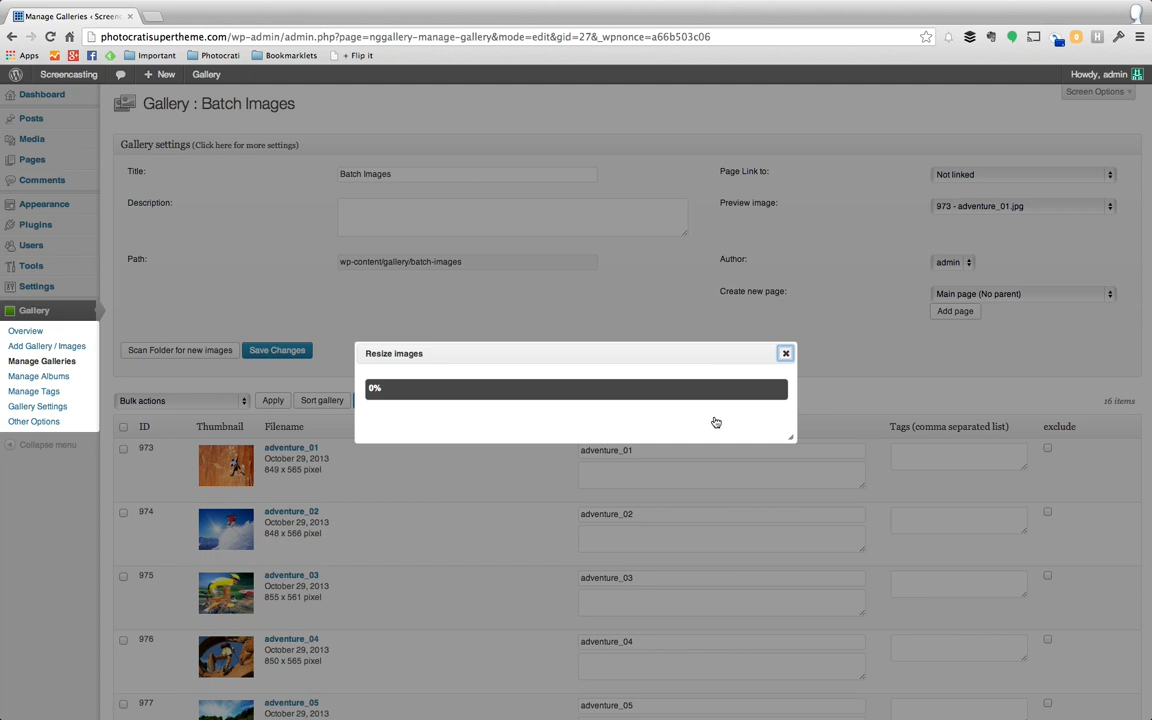 Manage Galleries ‹ Screenc
photocratisupertheme.com/wp-admin/admin.php?page=nggallery-manage-gallery&mode=edit&gid=27&_wpnonce=a66b503c06
Apps Important Photocrati Bookmarklets + Flip it
Screencasting + New Gallery Howdy, admin
Screen Options
Dashboard
Posts
Media
Pages
Comments
Appearance
Plugins
Users
Tools
Settings
Gallery
Overview
Add Gallery / Images
Manage Galleries
Manage Albums
Manage Tags
Gallery Settings
Other Options
Collapse menu
Gallery : Batch Images
Gallery settings (Click here for more settings)
Title: Batch Images Page Link to: Not linked
Description: Preview image: 973 - adventure_01.jpg
Path: wp-content/gallery/batch-images Author: admin
Create new page: Main page (No parent)
Add page
Scan Folder for new images Save Changes
Resize images
0%
Bulk actions Apply Sort gallery 16 items
ID Thumbnail Filename Tags (comma separated list) exclude
973 adventure_01 adventure_01
October 29, 2013
849 x 565 pixel
974 adventure_02 adventure_02
October 29, 2013
848 x 566 pixel
975 adventure_03 adventure_03
October 29, 2013
855 x 561 pixel
976 adventure_04 adventure_04
October 29, 2013
850 x 565 pixel
977 adventure_05 adventure_05
October 29, 2013